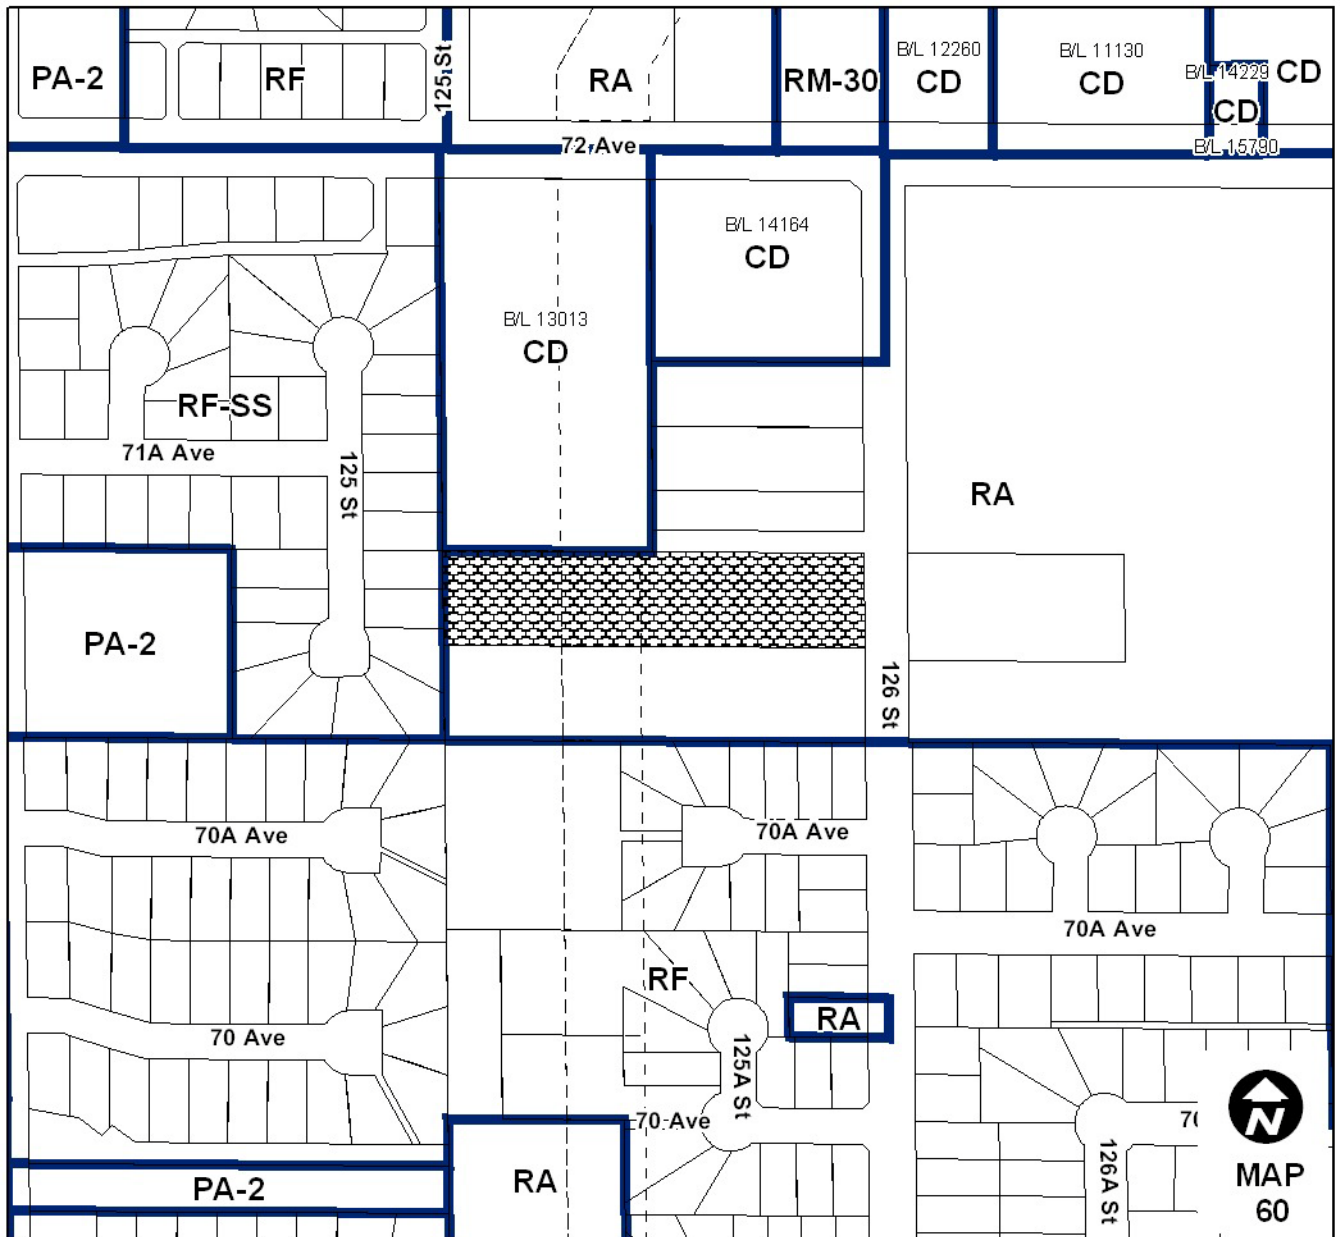 B/L 12260
B/L 11130
PA-2
RF
125 St
RA
RM-30
CD
CD
B/L 14229
CD
CD
72 Ave
B/L 15790
B/L 14164
CD
B/L 13013
CD
RF-SS
71A Ave
125 St
RA
PA-2
126 St
70A Ave
70A Ave
70A Ave
RF
RA
70 Ave
125A St
70 Ave
70
N
126A St
MAP
60
PA-2
RA